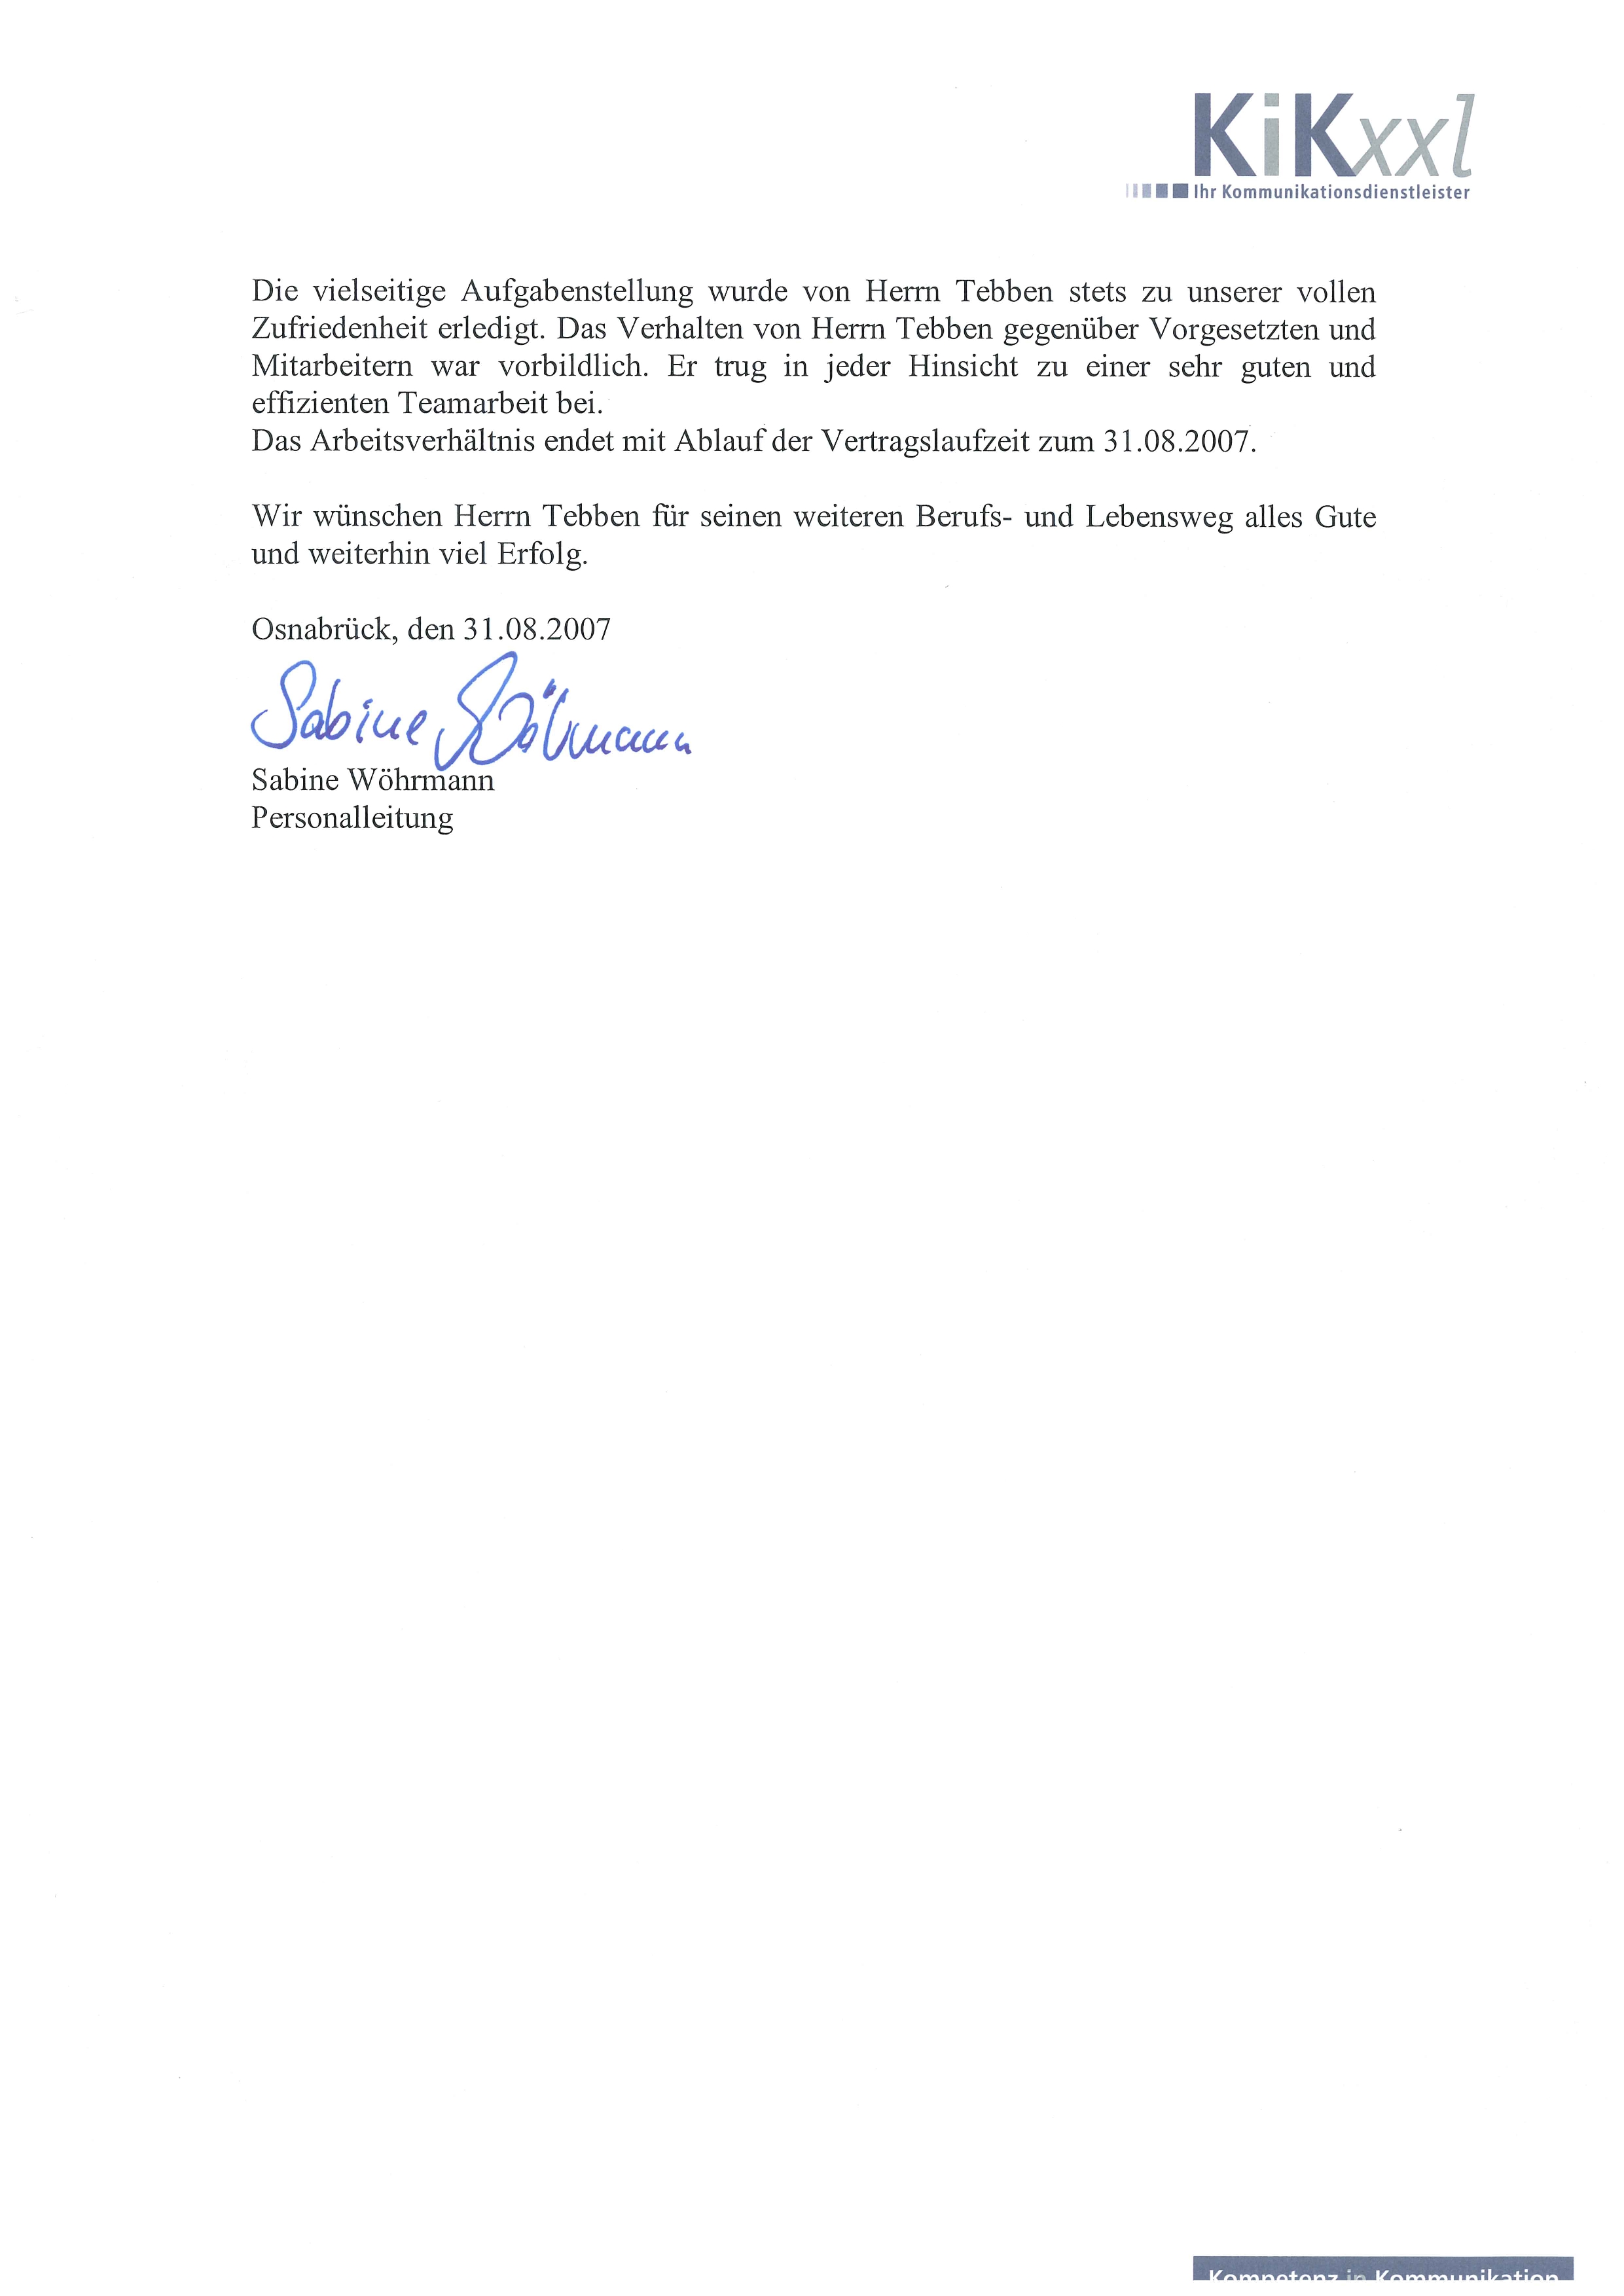 KiKxxl
Ihr Kommunikationsdienstleister
Die vielseitige Aufgabenstellung wurde von Herrn Tebben stets zu unserer vollen
Zufriedenheit erledigt. Das Verhalten von Herrn Tebben gegenüber Vorgesetzten und
Mitarbeitern war vorbildlich. Er trug in jeder Hinsicht zu einer sehr guten und
effizienten Teamarbeit bei.
Das Arbeitsverhältnis endet mit Ablauf der Vertragslaufzeit zum 31.08.2007.
Wir wünschen Herrn Tebben für seinen weiteren Berufs- und Lebensweg alles Gute
und weiterhin viel Erfolg.
Osnabrück, den 31.08.2007
Sabine Wöhrmann
Sabine Wöhrmann
Personalleitung
Kompetenz in Kommunikation